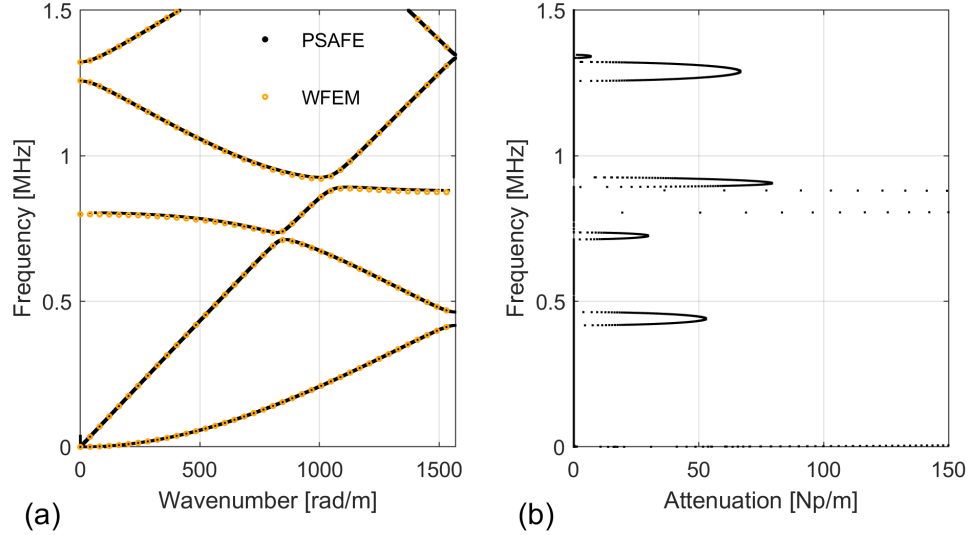 1.5
1
0.5
0
Frequency [MHz]
PSAFE
WFEM
0 500 1000 1500
Wavenumber [rad/m]
(a)
1.5
1
0.5
0
Frequency [MHz]
0 50 100 150
Attenuation [Np/m]
(b)